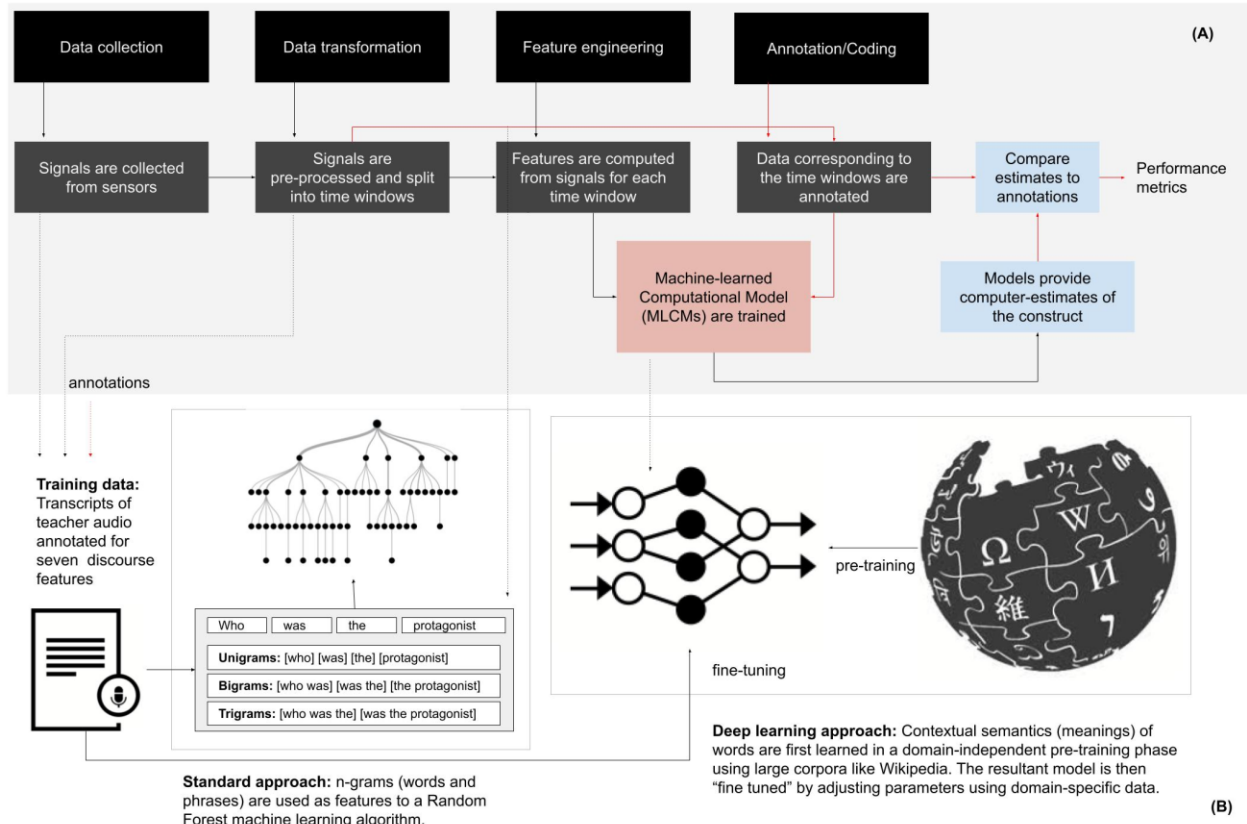 Data collection
Data transformation
Feature engineering
Annotation/Coding
(A)
Signals are collected
from sensors
Signals are
pre-processed and split
into time windows
Features are computed
from signals for each
time window
Data corresponding to
the time windows are
annotated
Compare
estimates to
annotations
Performance
metrics
Machine-learned
Computational Model
(MLCMs) are trained
Models provide
computer-estimates of
the construct
annotations
Training data:
Transcripts of
teacher audio
annotated for
seven discourse
features
Who was the protagonist
Unigrams: [who] [was] [the] [protagonist]
Bigrams: [who was] [was the] [the protagonist]
Trigrams: [who was the] [was the protagonist]
pre-training
fine-tuning
W
Ω
И
維
ウィ
Standard approach: n-grams (words and
phrases) are used as features to a Random
Forest machine learning algorithm.
Deep learning approach: Contextual semantics (meanings) of
words are first learned in a domain-independent pre-training phase
using large corpora like Wikipedia. The resultant model is then
“fine tuned” by adjusting parameters using domain-specific data.
(B)